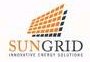 SUNGRID
INNOVATIVE ENERGY SOLUTIONS